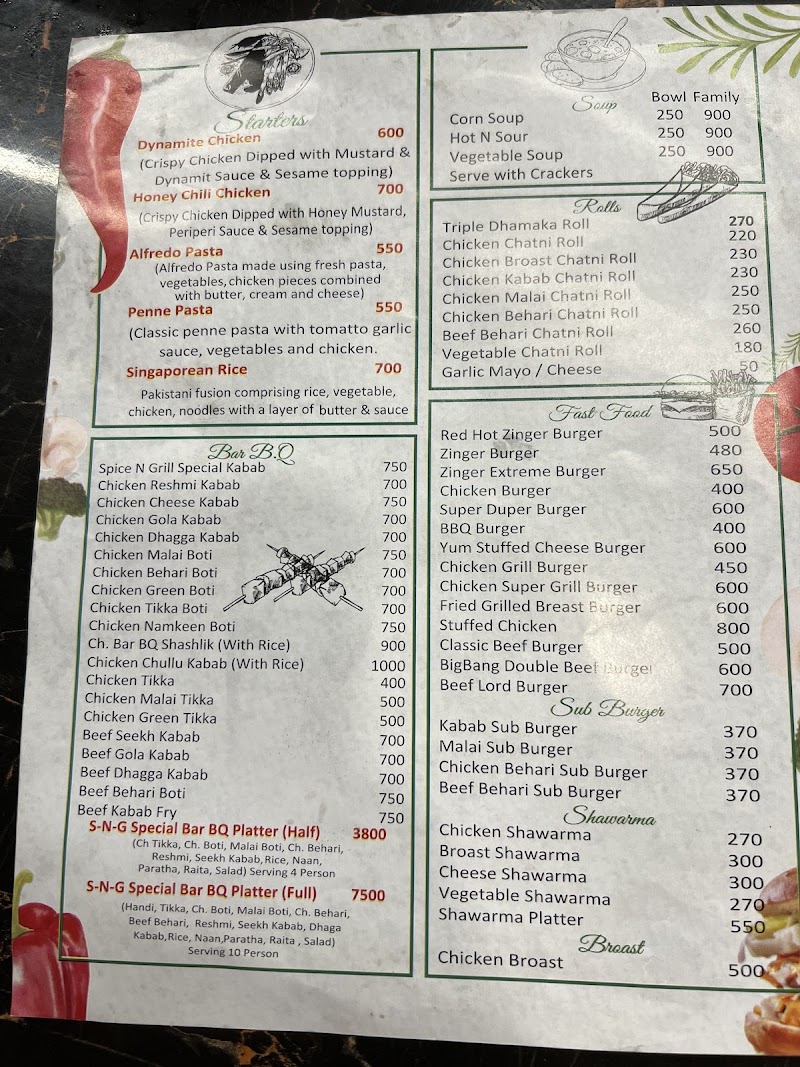 Starters
Dynamite Chicken 600
(Crispy Chicken Dipped with Mustard &
Dynamit Sauce & Sesame topping)
Honey Chili Chicken 700
(Crispy Chicken Dipped with Honey Mustard,
Periperi Sauce & Sesame topping)
Alfredo Pasta 550
(Alfredo Pasta made using fresh pasta,
vegetables, chicken pieces combined
with butter, cream and cheese)
Penne Pasta 550
(Classic penne pasta with tomatto garlic
sauce, vegetables and chicken.
Singaporean Rice 700
Pakistani fusion comprising rice, vegetable,
chicken, noodles with a layer of butter & sauce
Bar B.Q
Spice N Grill Special Kabab 750
Chicken Reshmi Kabab 700
Chicken Cheese Kabab 750
Chicken Gola Kabab 700
Chicken Dhagga Kabab 700
Chicken Malai Boti 750
Chicken Behari Boti 700
Chicken Green Boti 700
Chicken Tikka Boti 700
Chicken Namkeen Boti 750
Ch. Bar BQ Shashlik (With Rice) 900
Chicken Chullu Kabab (With Rice) 1000
Chicken Tikka 400
Chicken Malai Tikka 500
Chicken Green Tikka 500
Beef Seekh Kabab 700
Beef Gola Kabab 700
Beef Dhagga Kabab 700
Beef Behari Boti 750
Beef Kabab Fry 750
S-N-G Special Bar BQ Platter (Half) 3800
(Ch Tikka, Ch. Boti, Malai Boti, Ch. Behari,
Reshmi, Seekh Kabab,Rice, Naan,
Paratha, Raita, Salad) Serving 4 Person
S-N-G Special Bar BQ Platter (Full) 7500
(Handi, Tikka, Ch. Boti, Malai Boti, Ch. Behari,
Beef Behari, Reshmi, Seekh Kabab, Dhaga
Kabab,Rice, Naan,Paratha, Raita , Salad)
Serving 10 Person
Soup Bowl Family
Corn Soup 250 900
Hot N Sour 250 900
Vegetable Soup 250 900
Serve with Crackers
Rolls
Triple Dhamaka Roll 270
Chicken Chatni Roll 220
Chicken Broast Chatni Roll 230
Chicken Kabab Chatni Roll 230
Chicken Malai Chatni Roll 250
Chicken Behari Chatni Roll 250
Beef Behari Chatni Roll 260
Vegetable Chatni Roll 180
Garlic Mayo / Cheese 50
Fast Food
Red Hot Zinger Burger 500
Zinger Burger 480
Zinger Extreme Burger 650
Chicken Burger 400
Super Duper Burger 600
BBQ Burger 400
Yum Stuffed Cheese Burger 600
Chicken Grill Burger 450
Chicken Super Grill Burger 600
Fried Grilled Breast Burger 600
Stuffed Chicken 800
Classic Beef Burger 500
BigBang Double Beef Burger 600
Beef Lord Burger 700
Sub Burger
Kabab Sub Burger 370
Malai Sub Burger 370
Chicken Behari Sub Burger 370
Beef Behari Sub Burger 370
Shawarma
Chicken Shawarma 270
Broast Shawarma 300
Cheese Shawarma 300
Vegetable Shawarma 270
Shawarma Platter 550
Broast
Chicken Broast 500